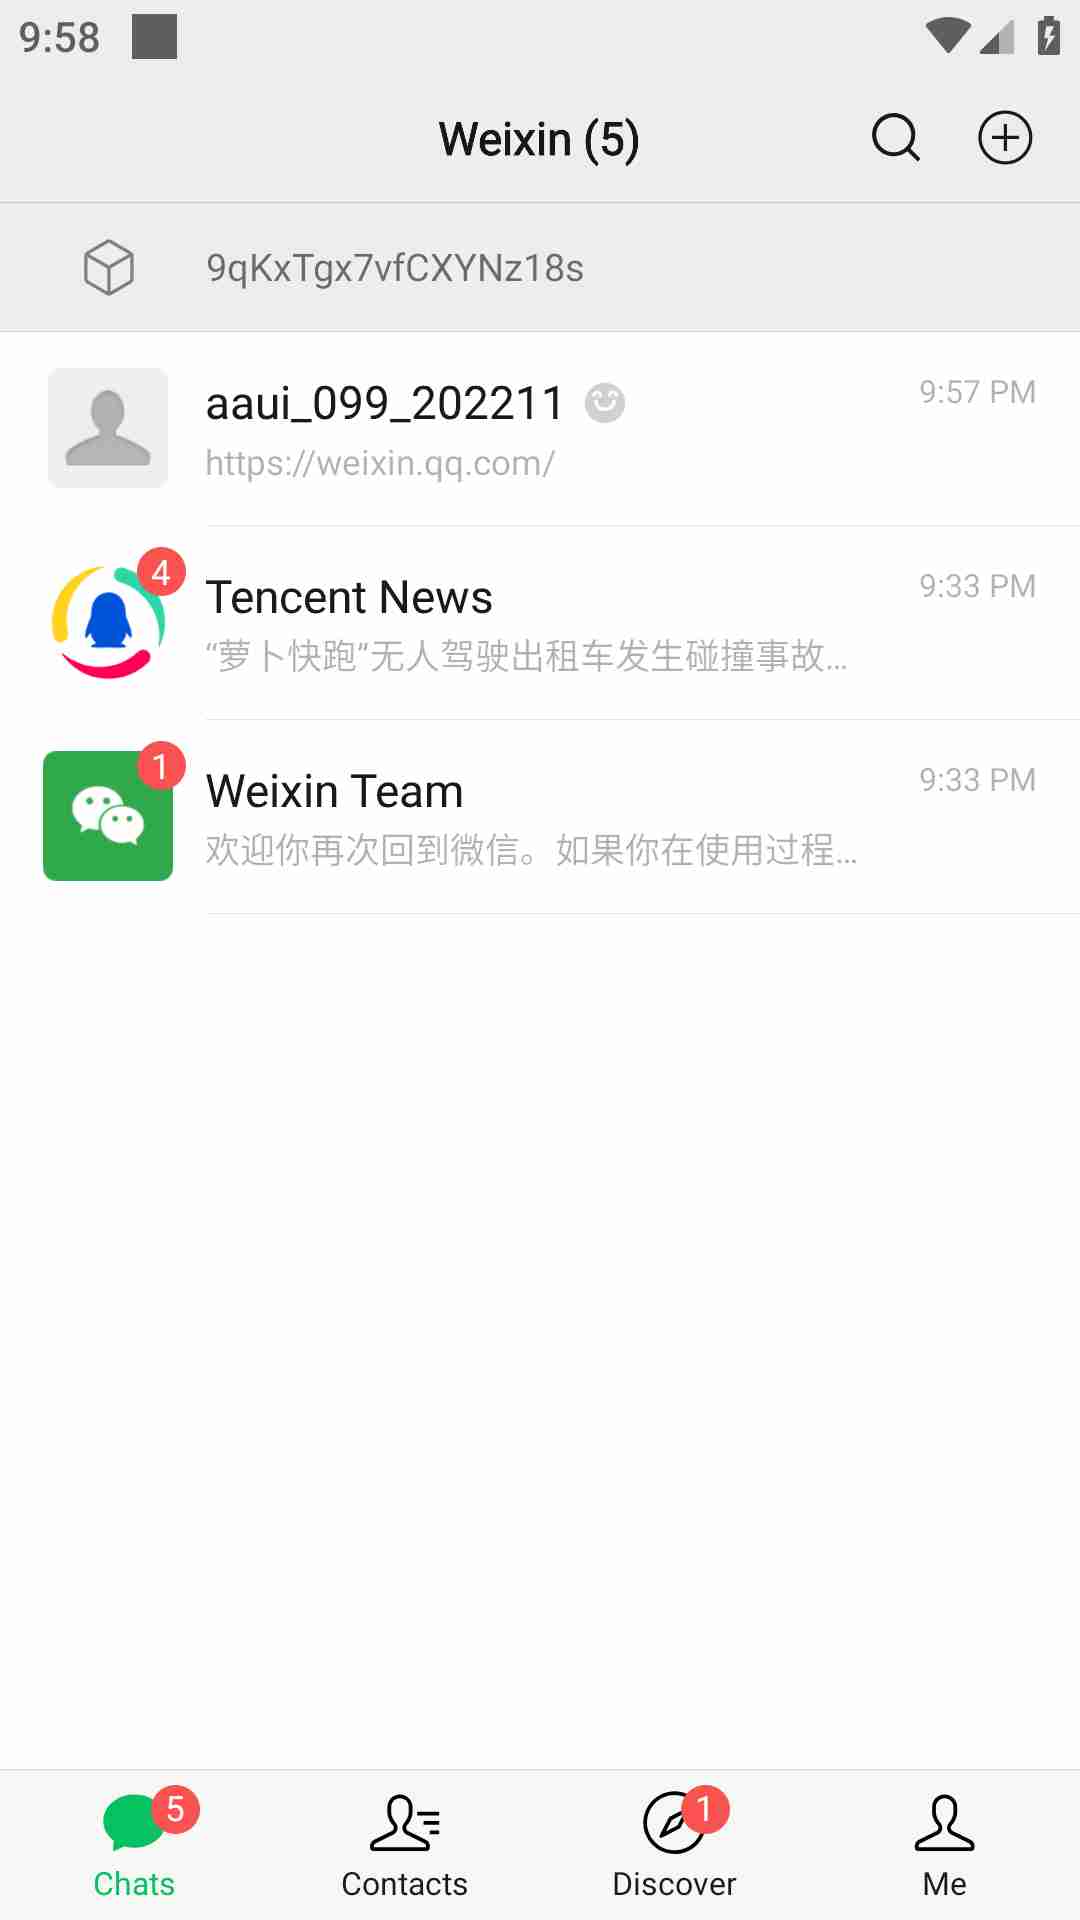 9:58
Weixin (5)
9qKxTgx7vfCXYNz18s
aaui_099_202211
9:57 PM
https://weixin.qq.com/
4
Tencent News
9:33 PM
“萝卜快跑”无人驾驶出租车发生碰撞事故...
1
Weixin Team
9:33 PM
欢迎你再次回到微信。如果你在使用过程...
5
1
Chats
Contacts
Discover
Me